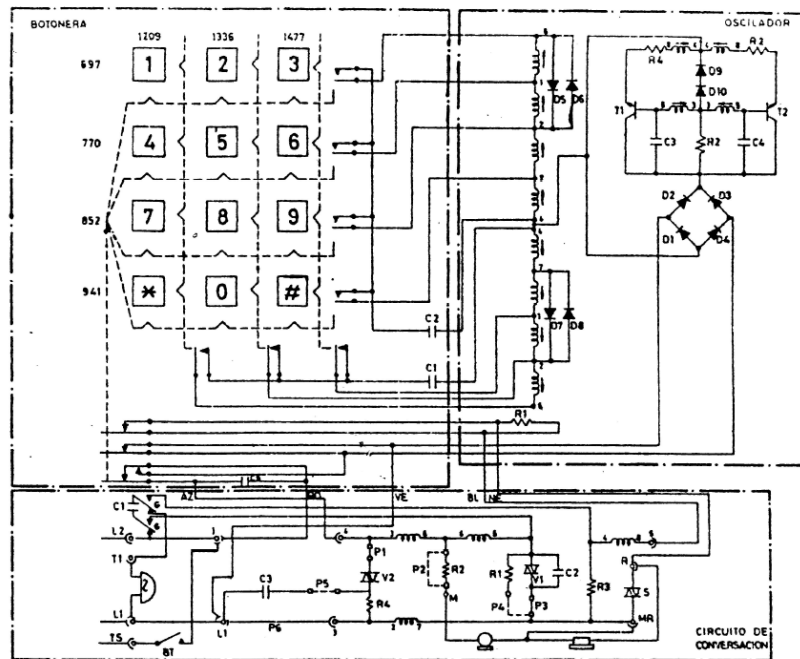 BOTONERA
OSCILADOR
1209 1336 1477
697 1 2 3
770 4 5 6
852 7 8 9
941 * 0 #
R4
R2
D9
D10
T1
T2
C3
R2
C4
D5
D6
D2
D3
D1
D4
C2
D7
D8
C1
R1
AZ
VE
BL
C1
L2
T1
L1
TS
BT
L1
C3
P5
P6
P1
V2
R4
P2
R2
M
R1
V1
C2
P4
P3
R3
R
S
MR
CIRCUITO DE
CONVERSACION